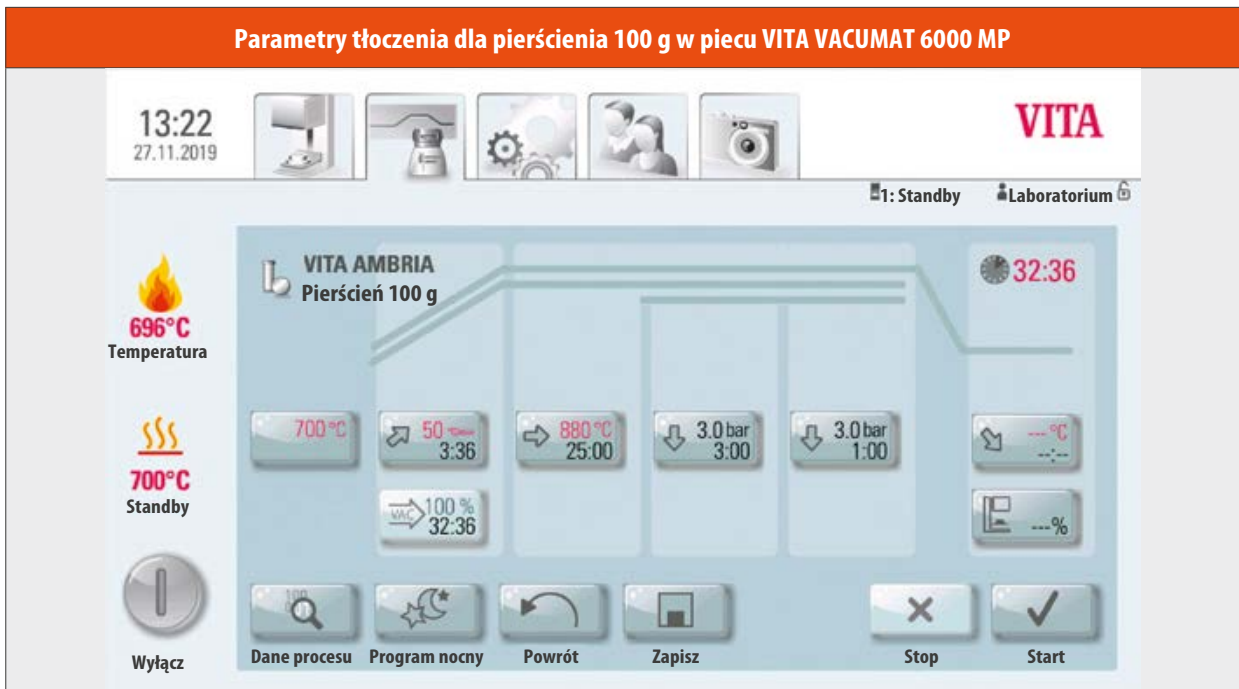 Parametry tłoczenia dla pierścienia 100 g w piecu VITA VACUMAT 6000 MP
13:22
27.11.2019
VITA
1: Standby
Laboratorium
VITA AMBRIA
Pierścień 100 g
32:36
696°C
Temperatura
700°C
50
3:36
880 °C
25:00
3.0 bar
3:00
3.0 bar
1:00
--- °C
--:--
VAC
100 %
32:36
---%
700°C
Standby
Wyłącz
Dane procesu
Program nocny
Powrót
Zapisz
Stop
Start